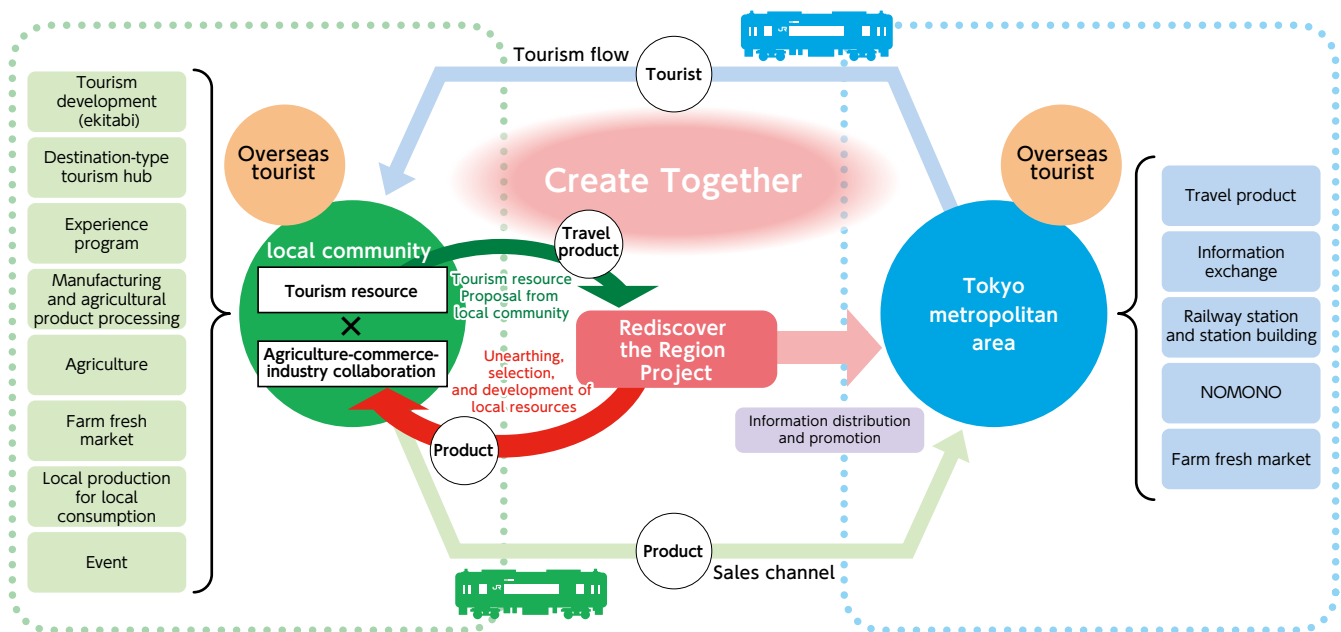 Tourism flow
Tourist
Tourism
development
(ekitabi)
Destination-type
tourism hub
Experience
program
Manufacturing
and agricultural
product processing
Agriculture
Farm fresh
market
Local production
for local
consumption
Event
Overseas
tourist
local community
Tourism resource
×
Agriculture-commerce-
industry collaboration
Create Together
Travel
product
Tourism resource
Proposal from
local community
Rediscover
the Region
Project
Unearthing,
selection,
and development of
local resources
Product
Information distribution
and promotion
Product
Sales channel
JR
JR
Overseas
tourist
Tokyo
metropolitan
area
Travel product
Information
exchange
Railway station
and station building
NOMONO
Farm fresh market